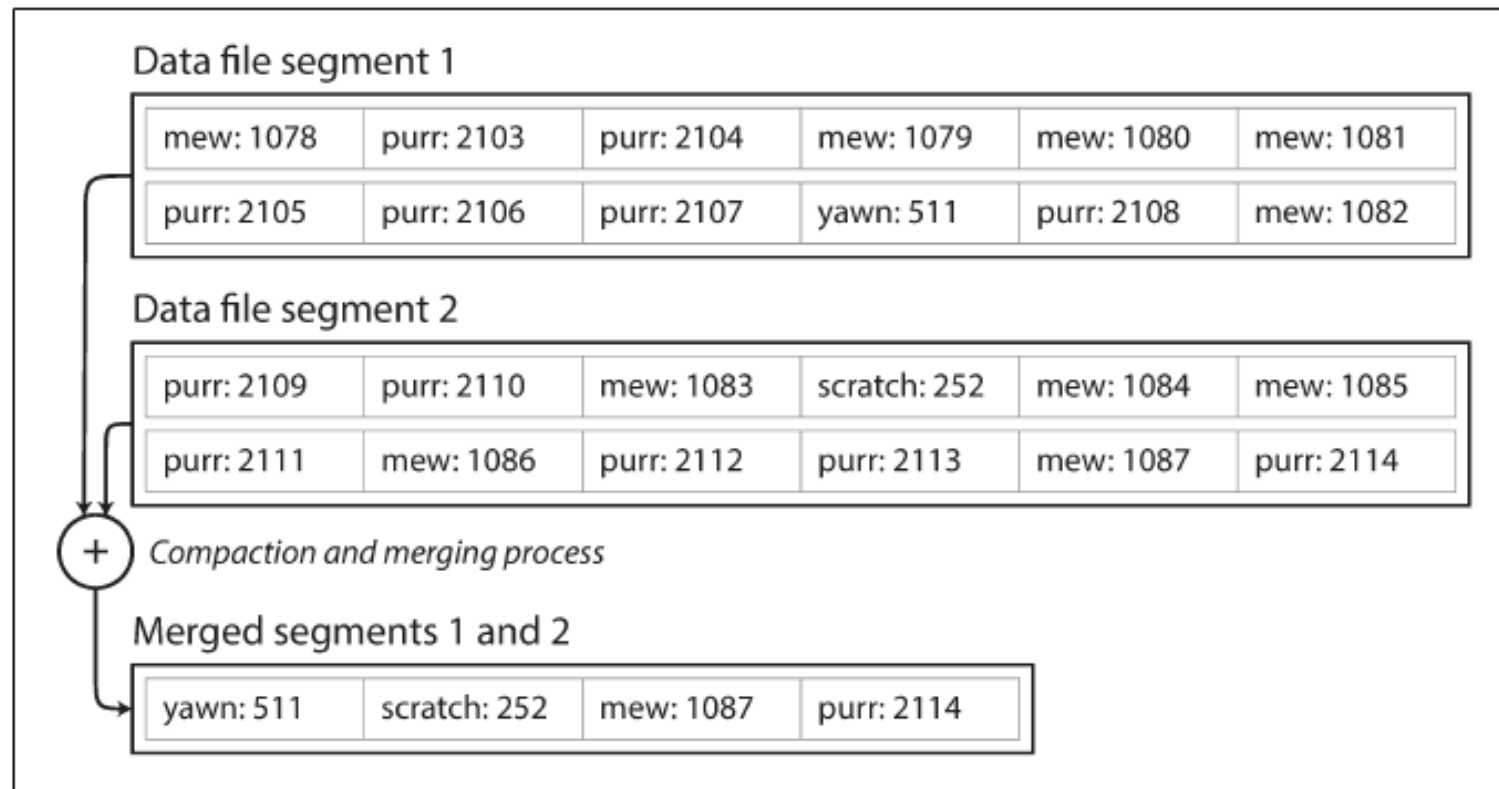 Data file segment 1
mew: 1078 purr: 2103 purr: 2104 mew: 1079 mew: 1080 mew: 1081
purr: 2105 purr: 2106 purr: 2107 yawn: 511 purr: 2108 mew: 1082
Data file segment 2
purr: 2109 purr: 2110 mew: 1083 scratch: 252 mew: 1084 mew: 1085
purr: 2111 mew: 1086 purr: 2112 purr: 2113 mew: 1087 purr: 2114
+ Compaction and merging process
Merged segments 1 and 2
yawn: 511 scratch: 252 mew: 1087 purr: 2114